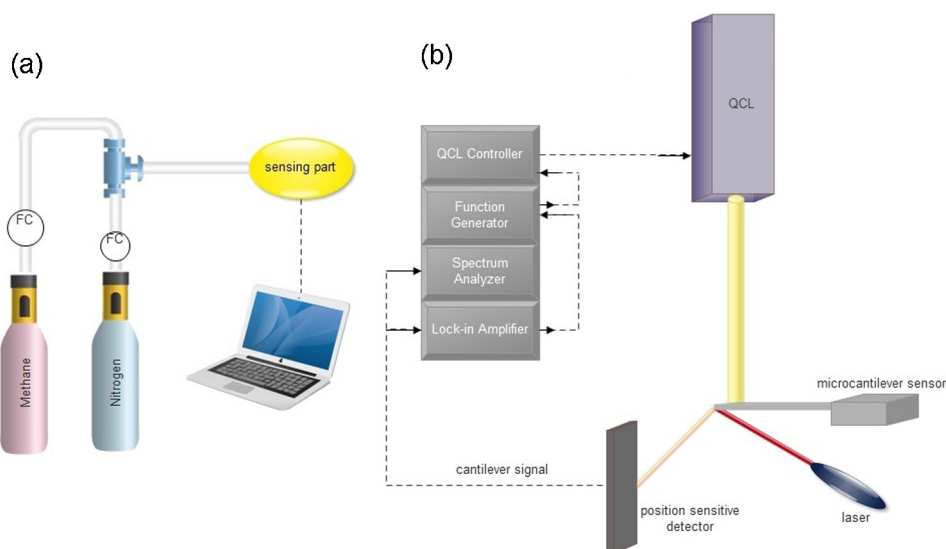 (a)
FC
FC
Methane
Nitrogen
sensing part
(b)
QCL Controller
Function
Generator
Spectrum
Analyzer
Lock-in Amplifier
QCL
microcantilever sensor
cantilever signal
position sensitive
detector
laser